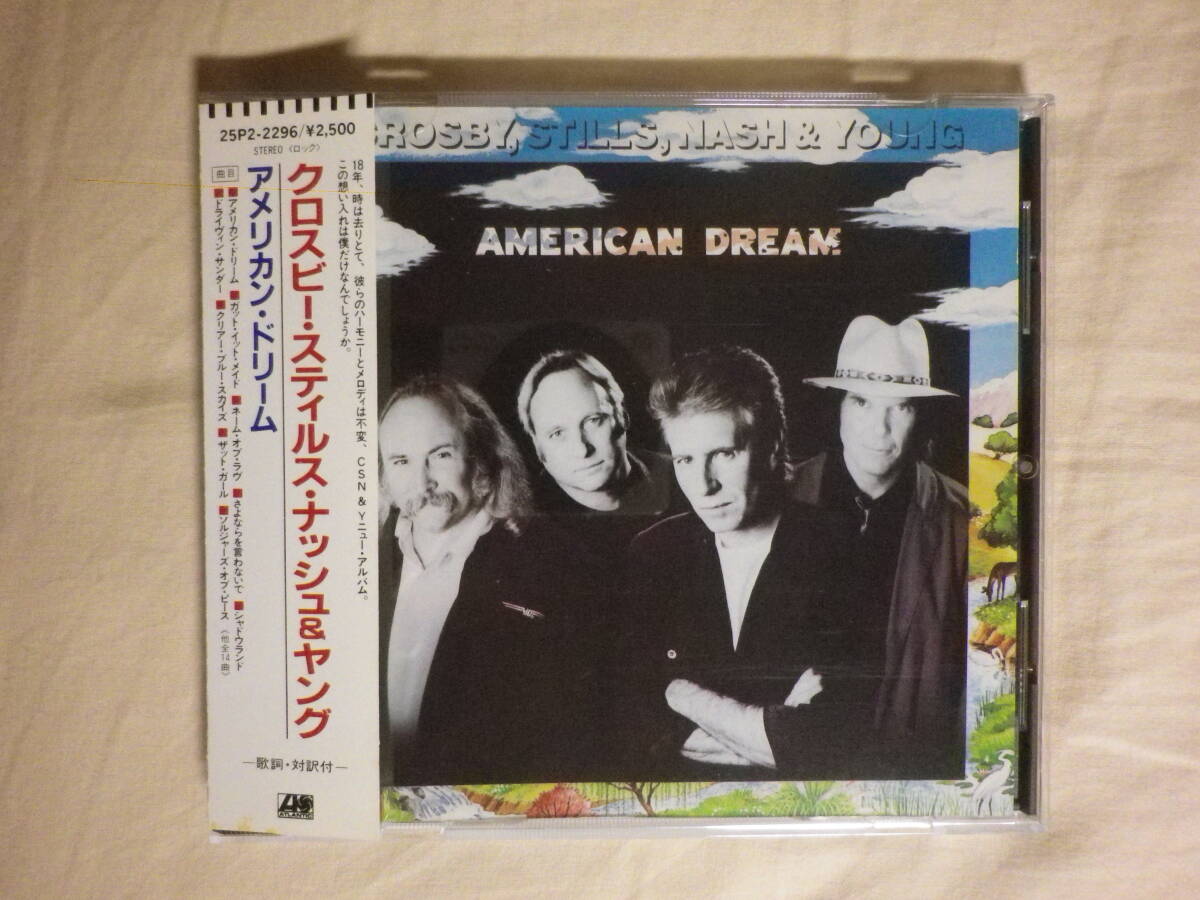 25P2-2296/¥2,500
STEREO〈ロック〉
18年、時は去りとて、彼らのハーモニーとメロディは不変、CSN&Yニュー・アルバム。
この想い入れは僕だけなんでしょうか。
クロスビー・スティルス・ナッシュ&ヤング
アメリカン・ドリーム
曲目
アメリカン・ドリーム ガット・イット・メイド ネーム・オブ・ラヴ さよならを言わないで シャドウランド
ドライヴィン・サンダー クリアー・ブルー・スカイズ ザット・ガール ソルジャーズ・オブ・ピース(他全14曲)
—歌詞・対訳付—
ATLANTIC
CROSBY, STILLS, NASH & YOUNG
AMERICAN DREAM